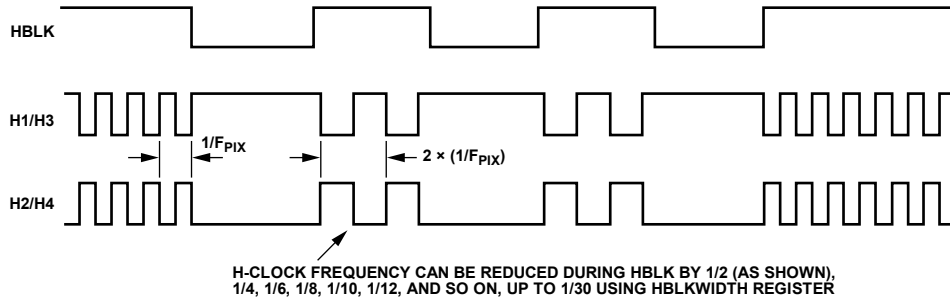 HBLK
H1/H3
1/FPIX
2 × (1/FPIX)
H2/H4
H-CLOCK FREQUENCY CAN BE REDUCED DURING HBLK BY 1/2 (AS SHOWN),
1/4, 1/6, 1/8, 1/10, 1/12, AND SO ON, UP TO 1/30 USING HBLKWIDTH REGISTER